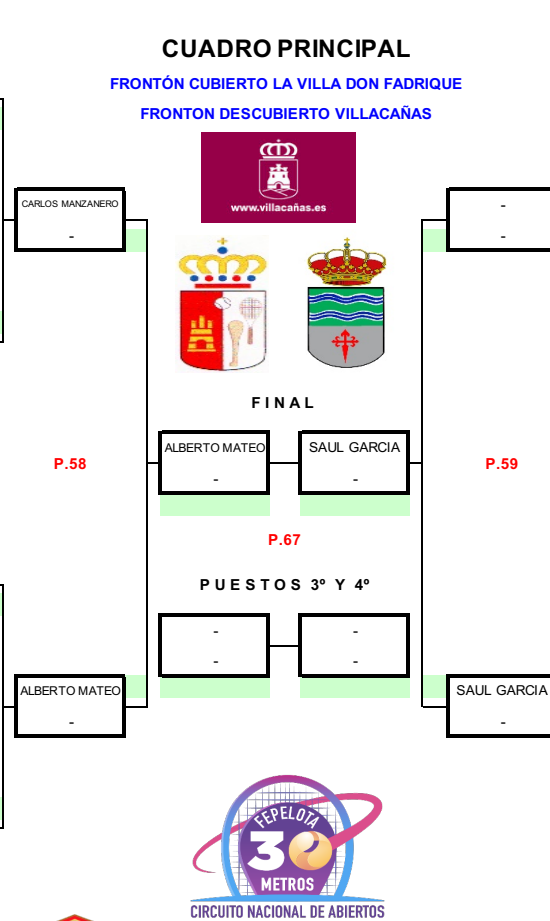 CUADRO PRINCIPAL
FRONTÓN CUBIERTO LA VILLA DON FADRIQUE
FRONTON DESCUBIERTO VILLACAÑAS
www.villacañas.es
CARLOS MANZANERO
-
-
-
FINAL
ALBERTO MATEO
-
SAUL GARCIA
-
P.58
P.59
P.67
PUESTOS 3º Y 4º
-
-
-
-
ALBERTO MATEO
-
SAUL GARCIA
-
FEPELOTA
30
METROS
CIRCUITO NACIONAL DE ABIERTOS